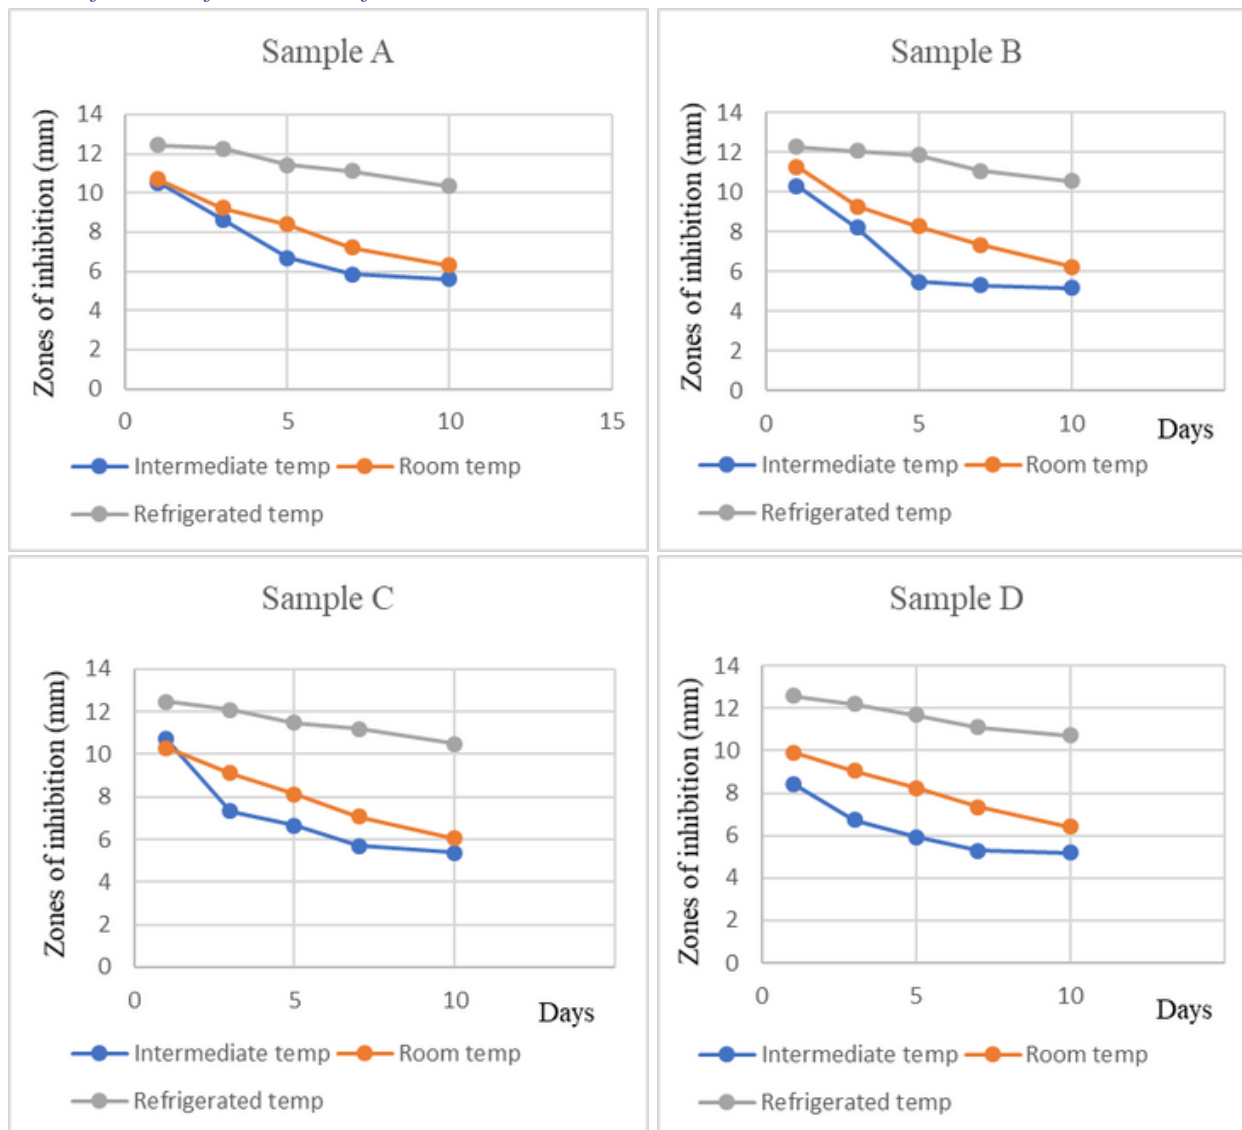 Sample A
Zones of inhibition (mm)
14
12
10
8
6
4
2
0
0 5 10 15
Intermediate temp Room temp
Refrigerated temp
Sample B
Zones of inhibition (mm)
14
12
10
8
6
4
2
0
0 5 10 Days
Intermediate temp Room temp
Refrigerated temp
Sample C
Zones of inhibition (mm)
14
12
10
8
6
4
2
0
0 5 10 Days
Intermediate temp Room temp
Refrigerated temp
Sample D
Zones of inhibition (mm)
14
12
10
8
6
4
2
0
0 5 10 Days
Intermediate temp Room temp
Refrigerated temp